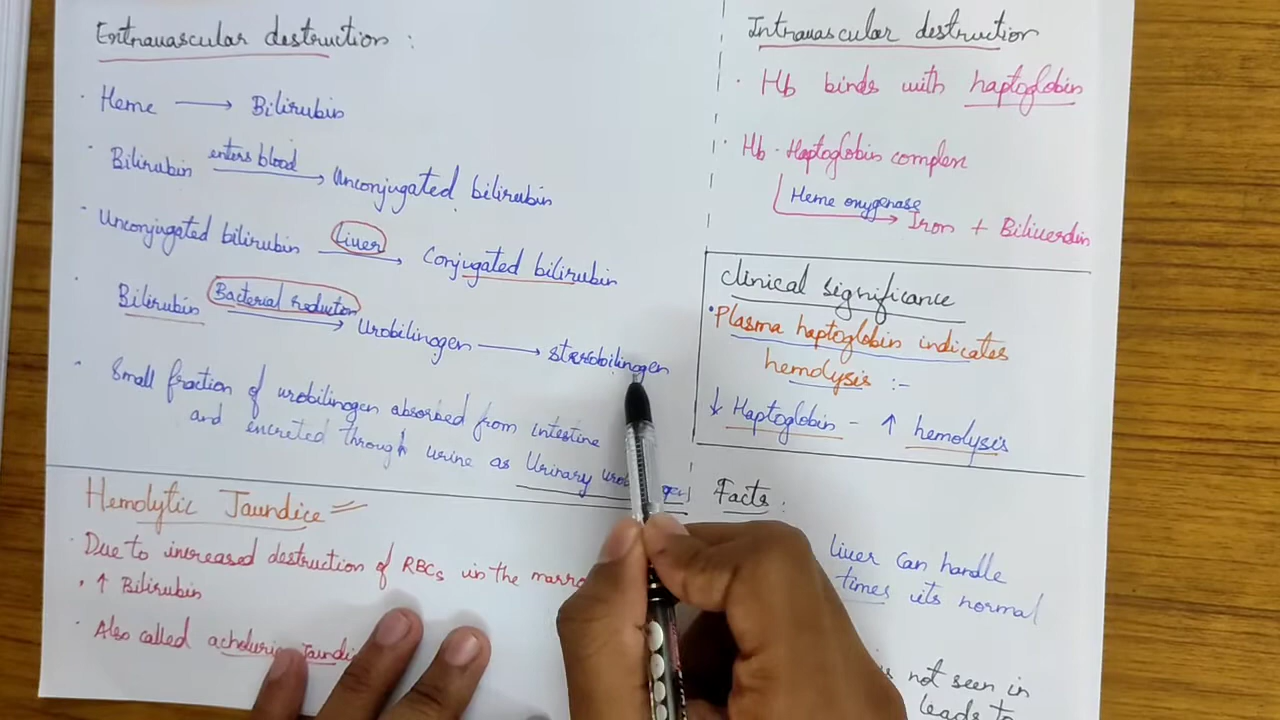 Extravascular destruction :
· Heme → Bilirubin
· Bilirubin enters blood → Unconjugated bilirubin
· Unconjugated bilirubin Liver → Conjugated bilirubin
· Bilirubin Bacterial reduction → Urobilinogen → stercobilinogen
· Small fraction of urobilinogen absorbed from intestine
and excreted through urine as Urinary
Hemolytic Jaundice
· Due to increased destruction of RBCs in the
· ↑ Bilirubin
· Also called acholuric
Intravascular destruction
· Hb binds with haptoglobin
· Hb - Haptoglobin complex
Heme oxygenase → Iron + Biliverdin
Clinical significance
· Plasma haptoglobin indicates
hemolysis :-
↓ Haptoglobin - ↑ hemolysis
Facts :
liver can handle
times its normal
not seen in
leads to